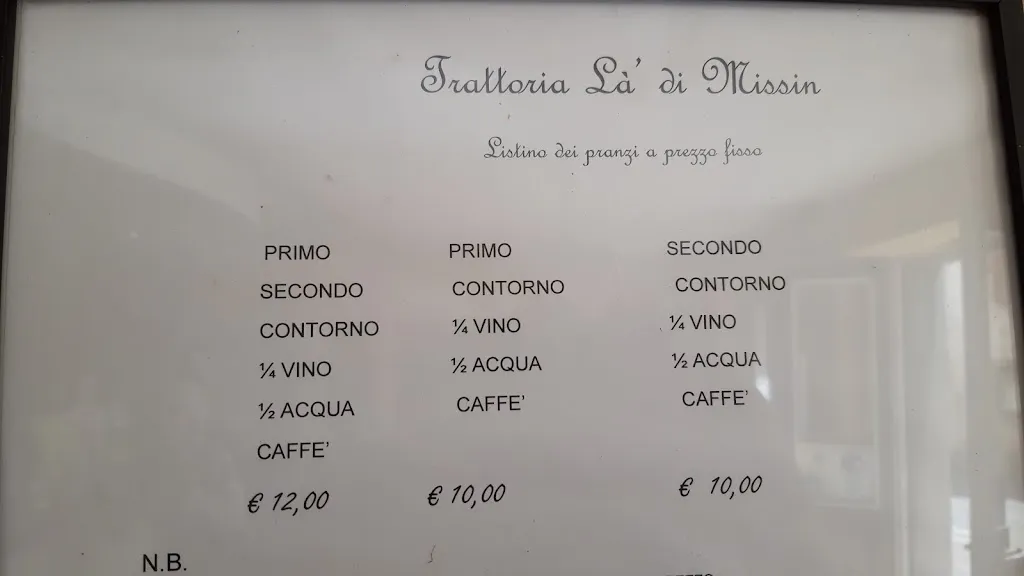 Trattoria Là' di Missin
Listino dei pranzi a prezzo fisso
PRIMO
SECONDO
CONTORNO
¼ VINO
½ ACQUA
CAFFE'
€ 12,00
PRIMO
CONTORNO
¼ VINO
½ ACQUA
CAFFE'
€ 10,00
SECONDO
CONTORNO
¼ VINO
½ ACQUA
CAFFE'
€ 10,00
N.B.